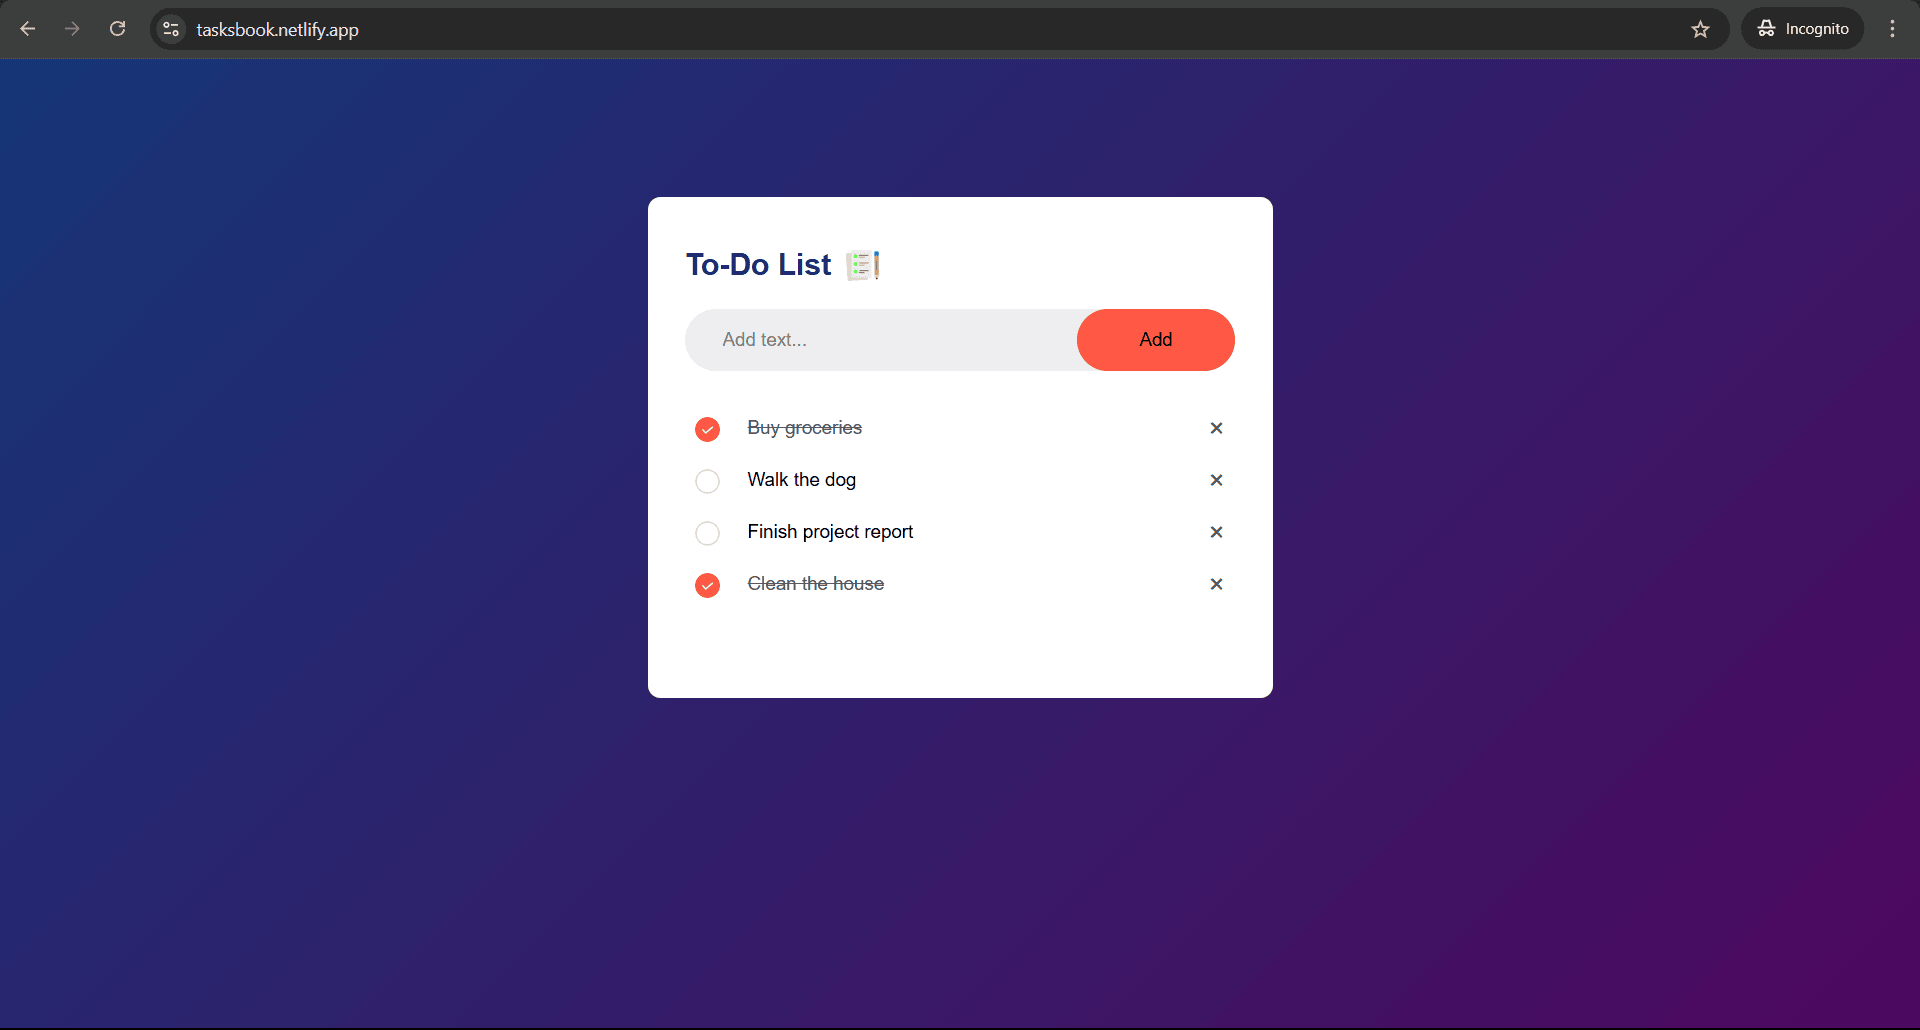 tasksbook.netlify.app
Incognito
To-Do List
Add text...
Add
Buy groceries
Walk the dog
Finish project report
Clean the house